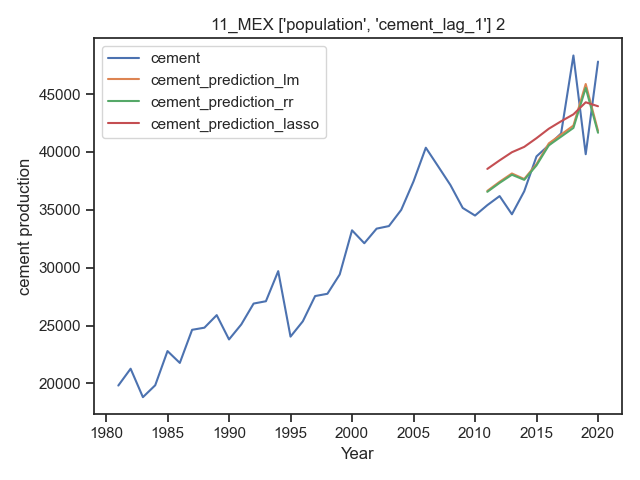 11_MEX ['population', 'cement_lag_1'] 2
cement
cement_prediction_lm
cement_prediction_rr
cement_prediction_lasso
cement production
45000
40000
35000
30000
25000
20000
1980 1985 1990 1995 2000 2005 2010 2015 2020
Year